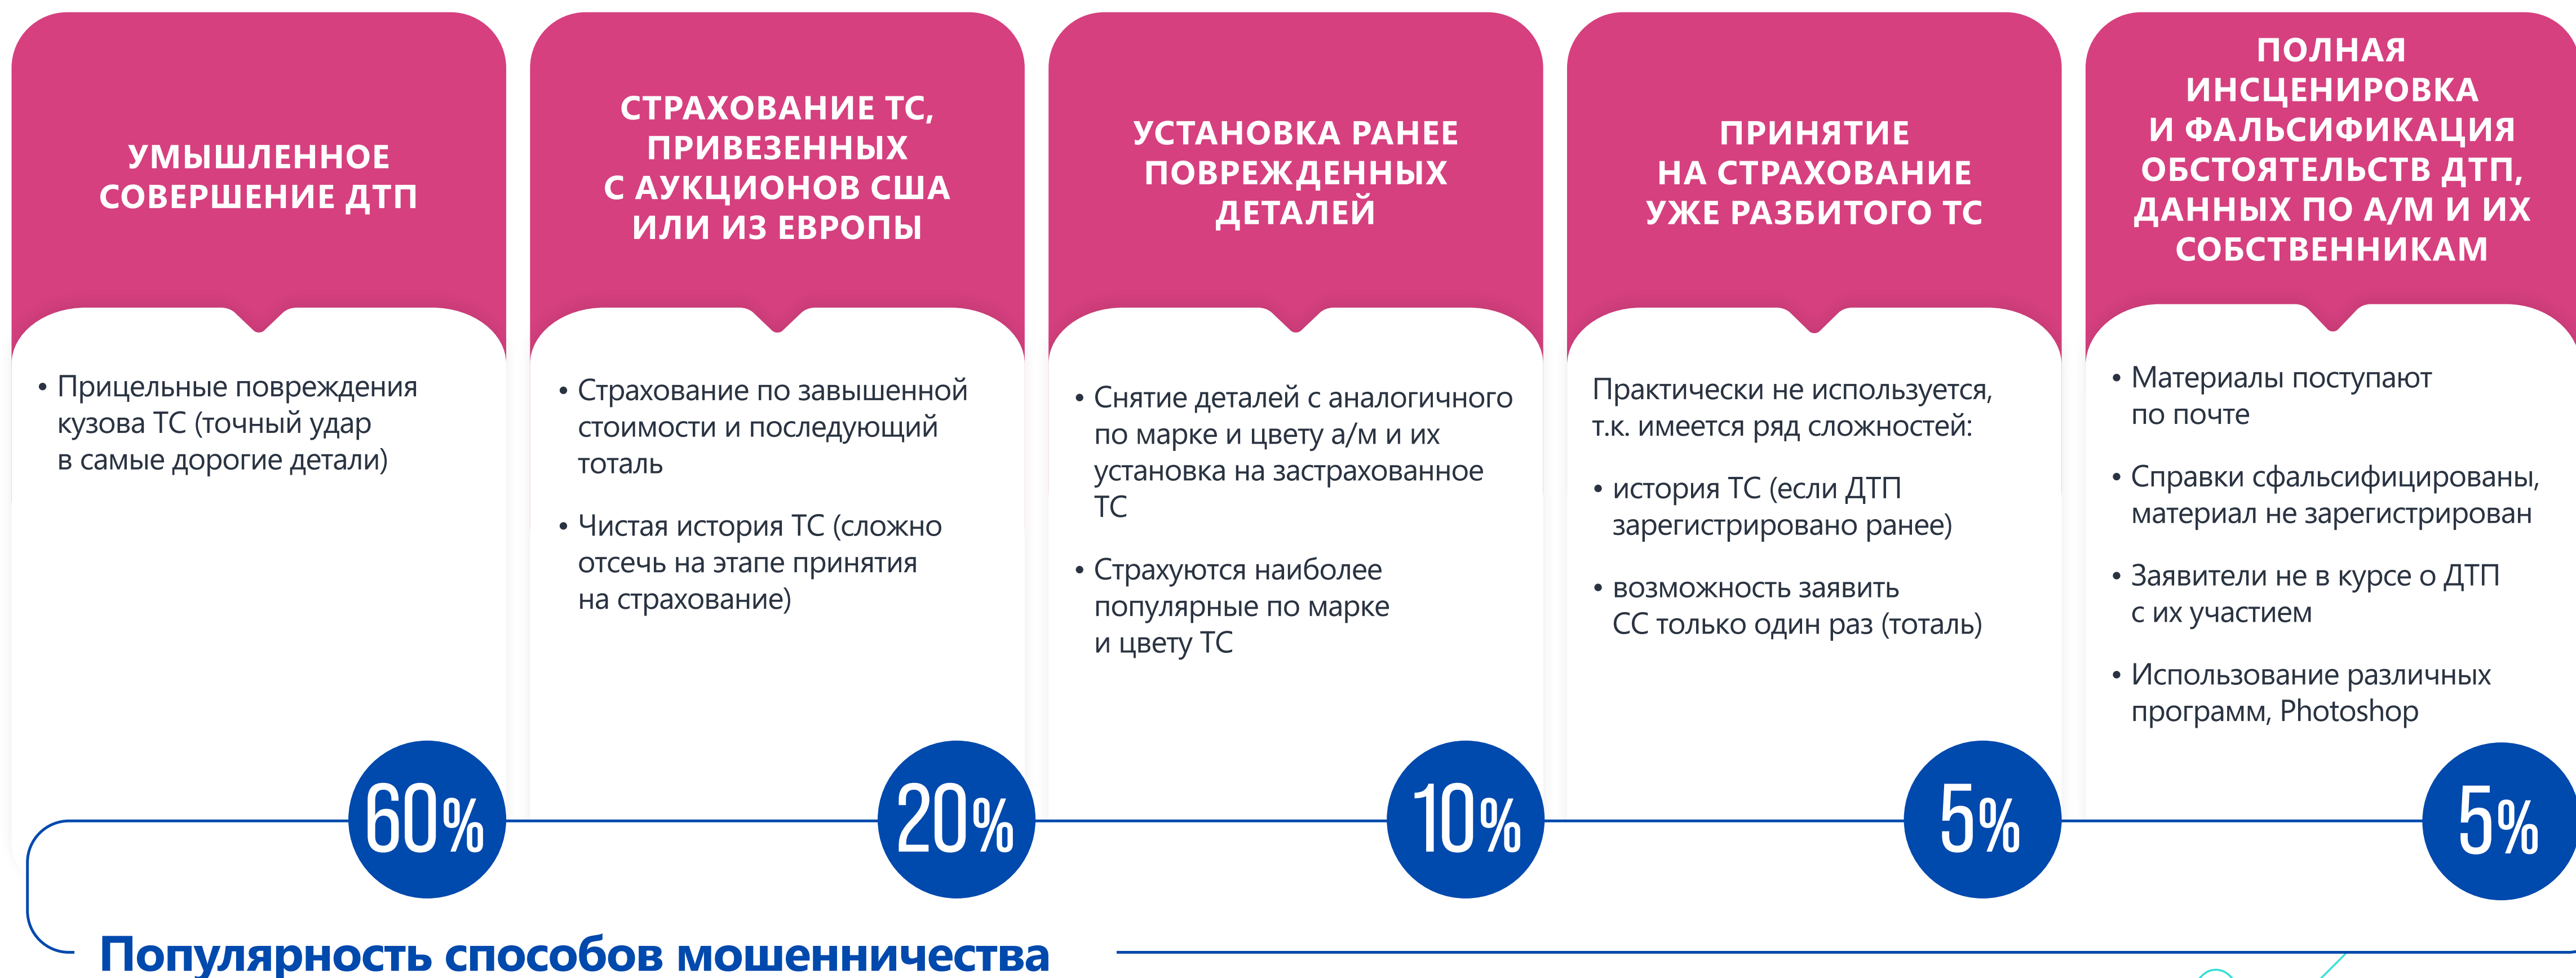 УМЫШЛЕННОЕ
СОВЕРШЕНИЕ ДТП
• Прицельные повреждения
кузова ТС (точный удар
в самые дорогие детали)
60%
СТРАХОВАНИЕ ТС,
ПРИВЕЗЕННЫХ
С АУКЦИОНОВ США
ИЛИ ИЗ ЕВРОПЫ
• Страхование по завышенной
стоимости и последующий
тоталь
• Чистая история ТС (сложно
отсечь на этапе принятия
на страхование)
20%
УСТАНОВКА РАНЕЕ
ПОВРЕЖДЕННЫХ
ДЕТАЛЕЙ
• Снятие деталей с аналогичного
по марке и цвету а/м и их
установка на застрахованное
ТС
• Страхуются наиболее
популярные по марке
и цвету ТС
10%
ПРИНЯТИЕ
НА СТРАХОВАНИЕ
УЖЕ РАЗБИТОГО ТС
Практически не используется,
т.к. имеется ряд сложностей:
• история ТС (если ДТП
зарегистрировано ранее)
• возможность заявить
СС только один раз (тоталь)
5%
ПОЛНАЯ
ИНСЦЕНИРОВКА
И ФАЛЬСИФИКАЦИЯ
ОБСТОЯТЕЛЬСТВ ДТП,
ДАННЫХ ПО А/М И ИХ
СОБСТВЕННИКАМ
• Материалы поступают
по почте
• Справки сфальсифицированы,
материал не зарегистрирован
• Заявители не в курсе о ДТП
с их участием
• Использование различных
программ, Photoshop
5%
Популярность способов мошенничества